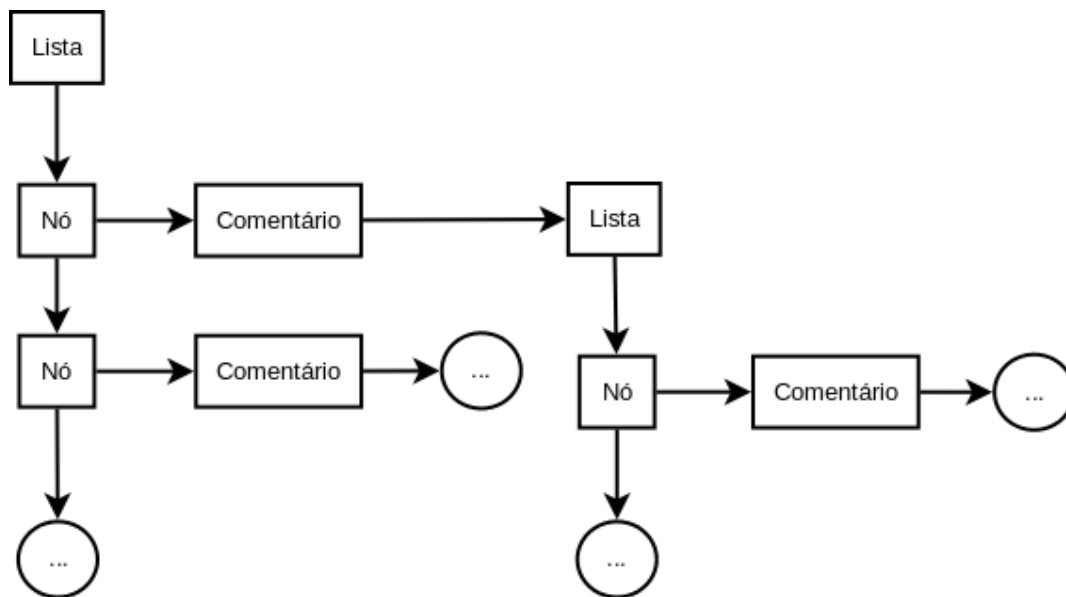 Lista
Nó
Comentário
Lista
Nó
Comentário
...
Nó
Comentário
...
...
...